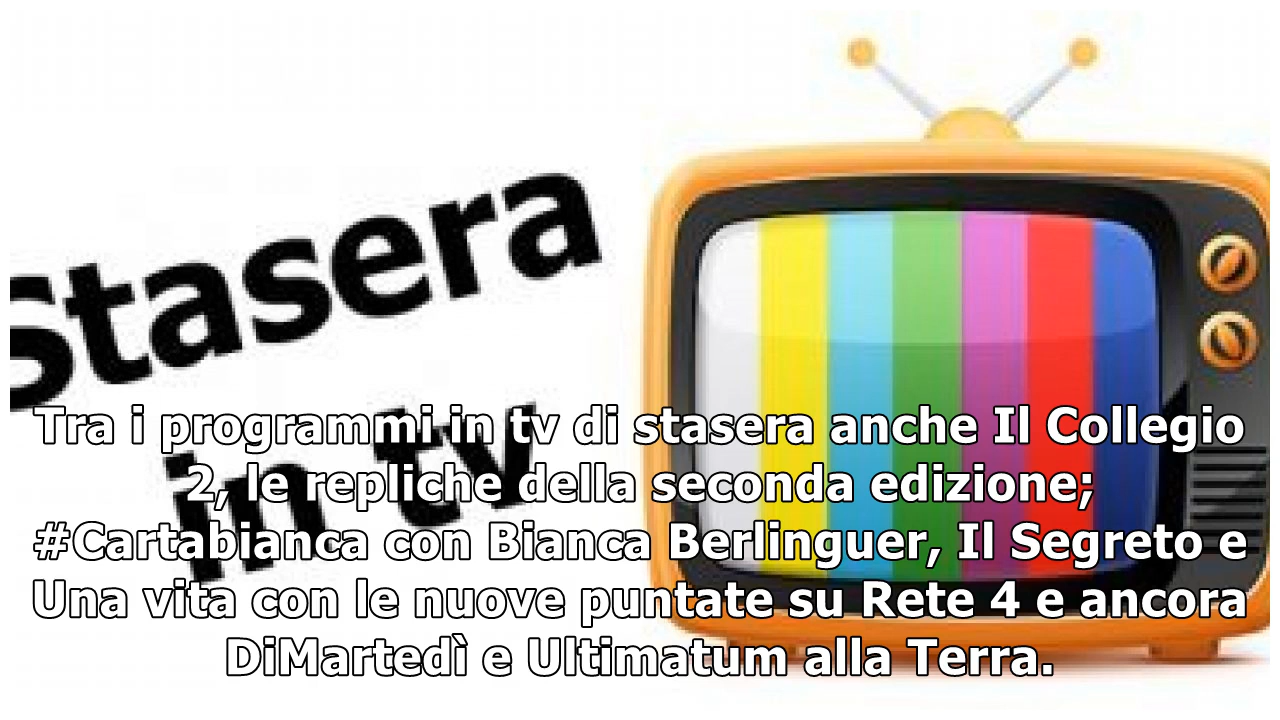 Stasera
in tv
Tra i programmi in tv di stasera anche Il Collegio
2, le repliche della seconda edizione;
#Cartabianca con Bianca Berlinguer, Il Segreto e
Una vita con le nuove puntate su Rete 4 e ancora
DiMartedì e Ultimatum alla Terra.